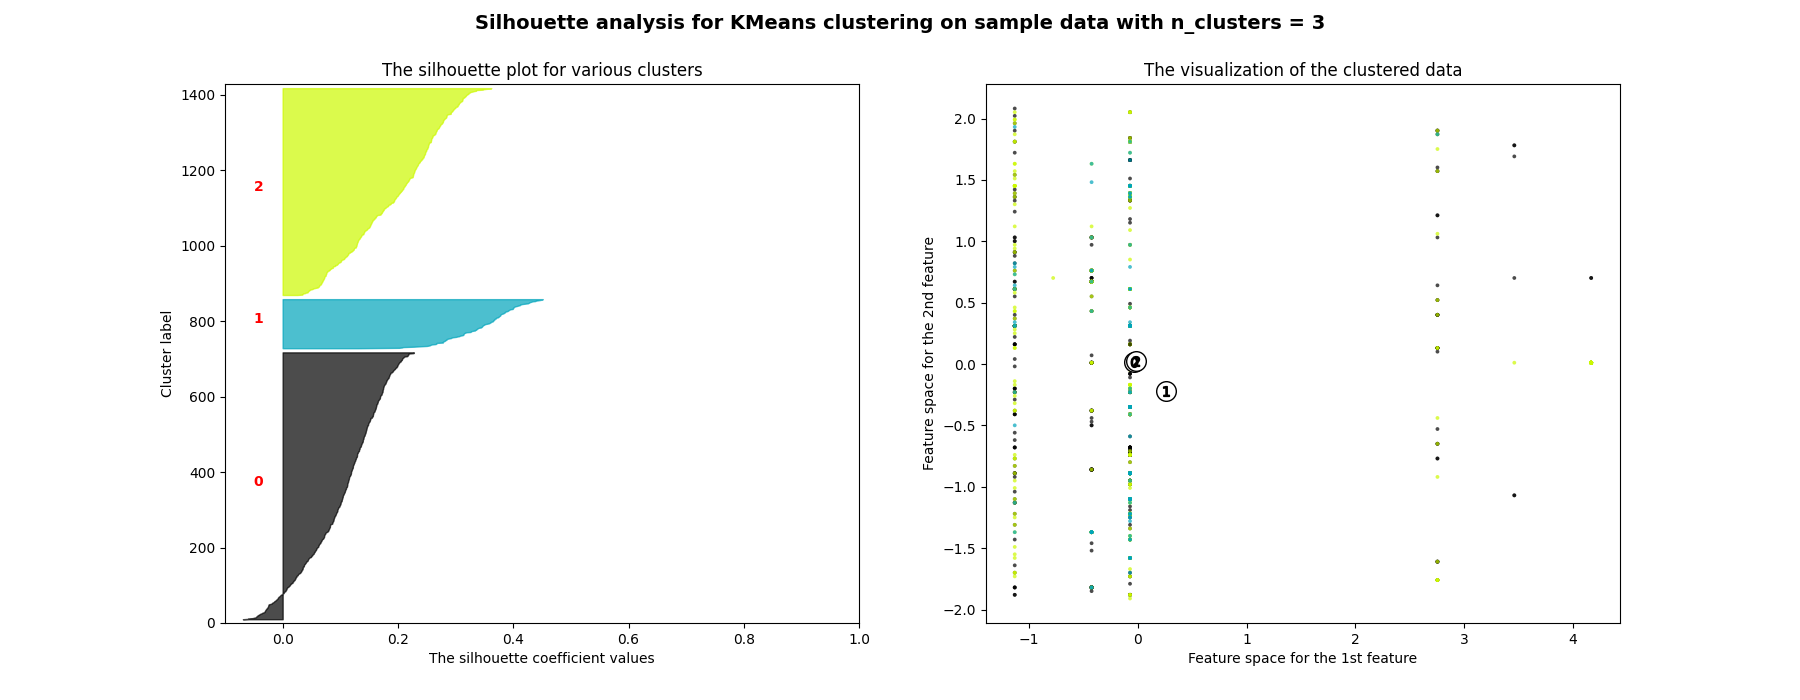 Silhouette analysis for KMeans clustering on sample data with n_clusters = 3
The silhouette plot for various clusters
Cluster label
1400
1200
1000
800
600
400
200
0
2
1
0
0.0 0.2 0.4 0.6 0.8 1.0
The silhouette coefficient values
The visualization of the clustered data
Feature space for the 2nd feature
2.0
1.5
1.0
0.5
0.0
−0.5
−1.0
−1.5
−2.0
2
1
−1 0 1 2 3 4
Feature space for the 1st feature